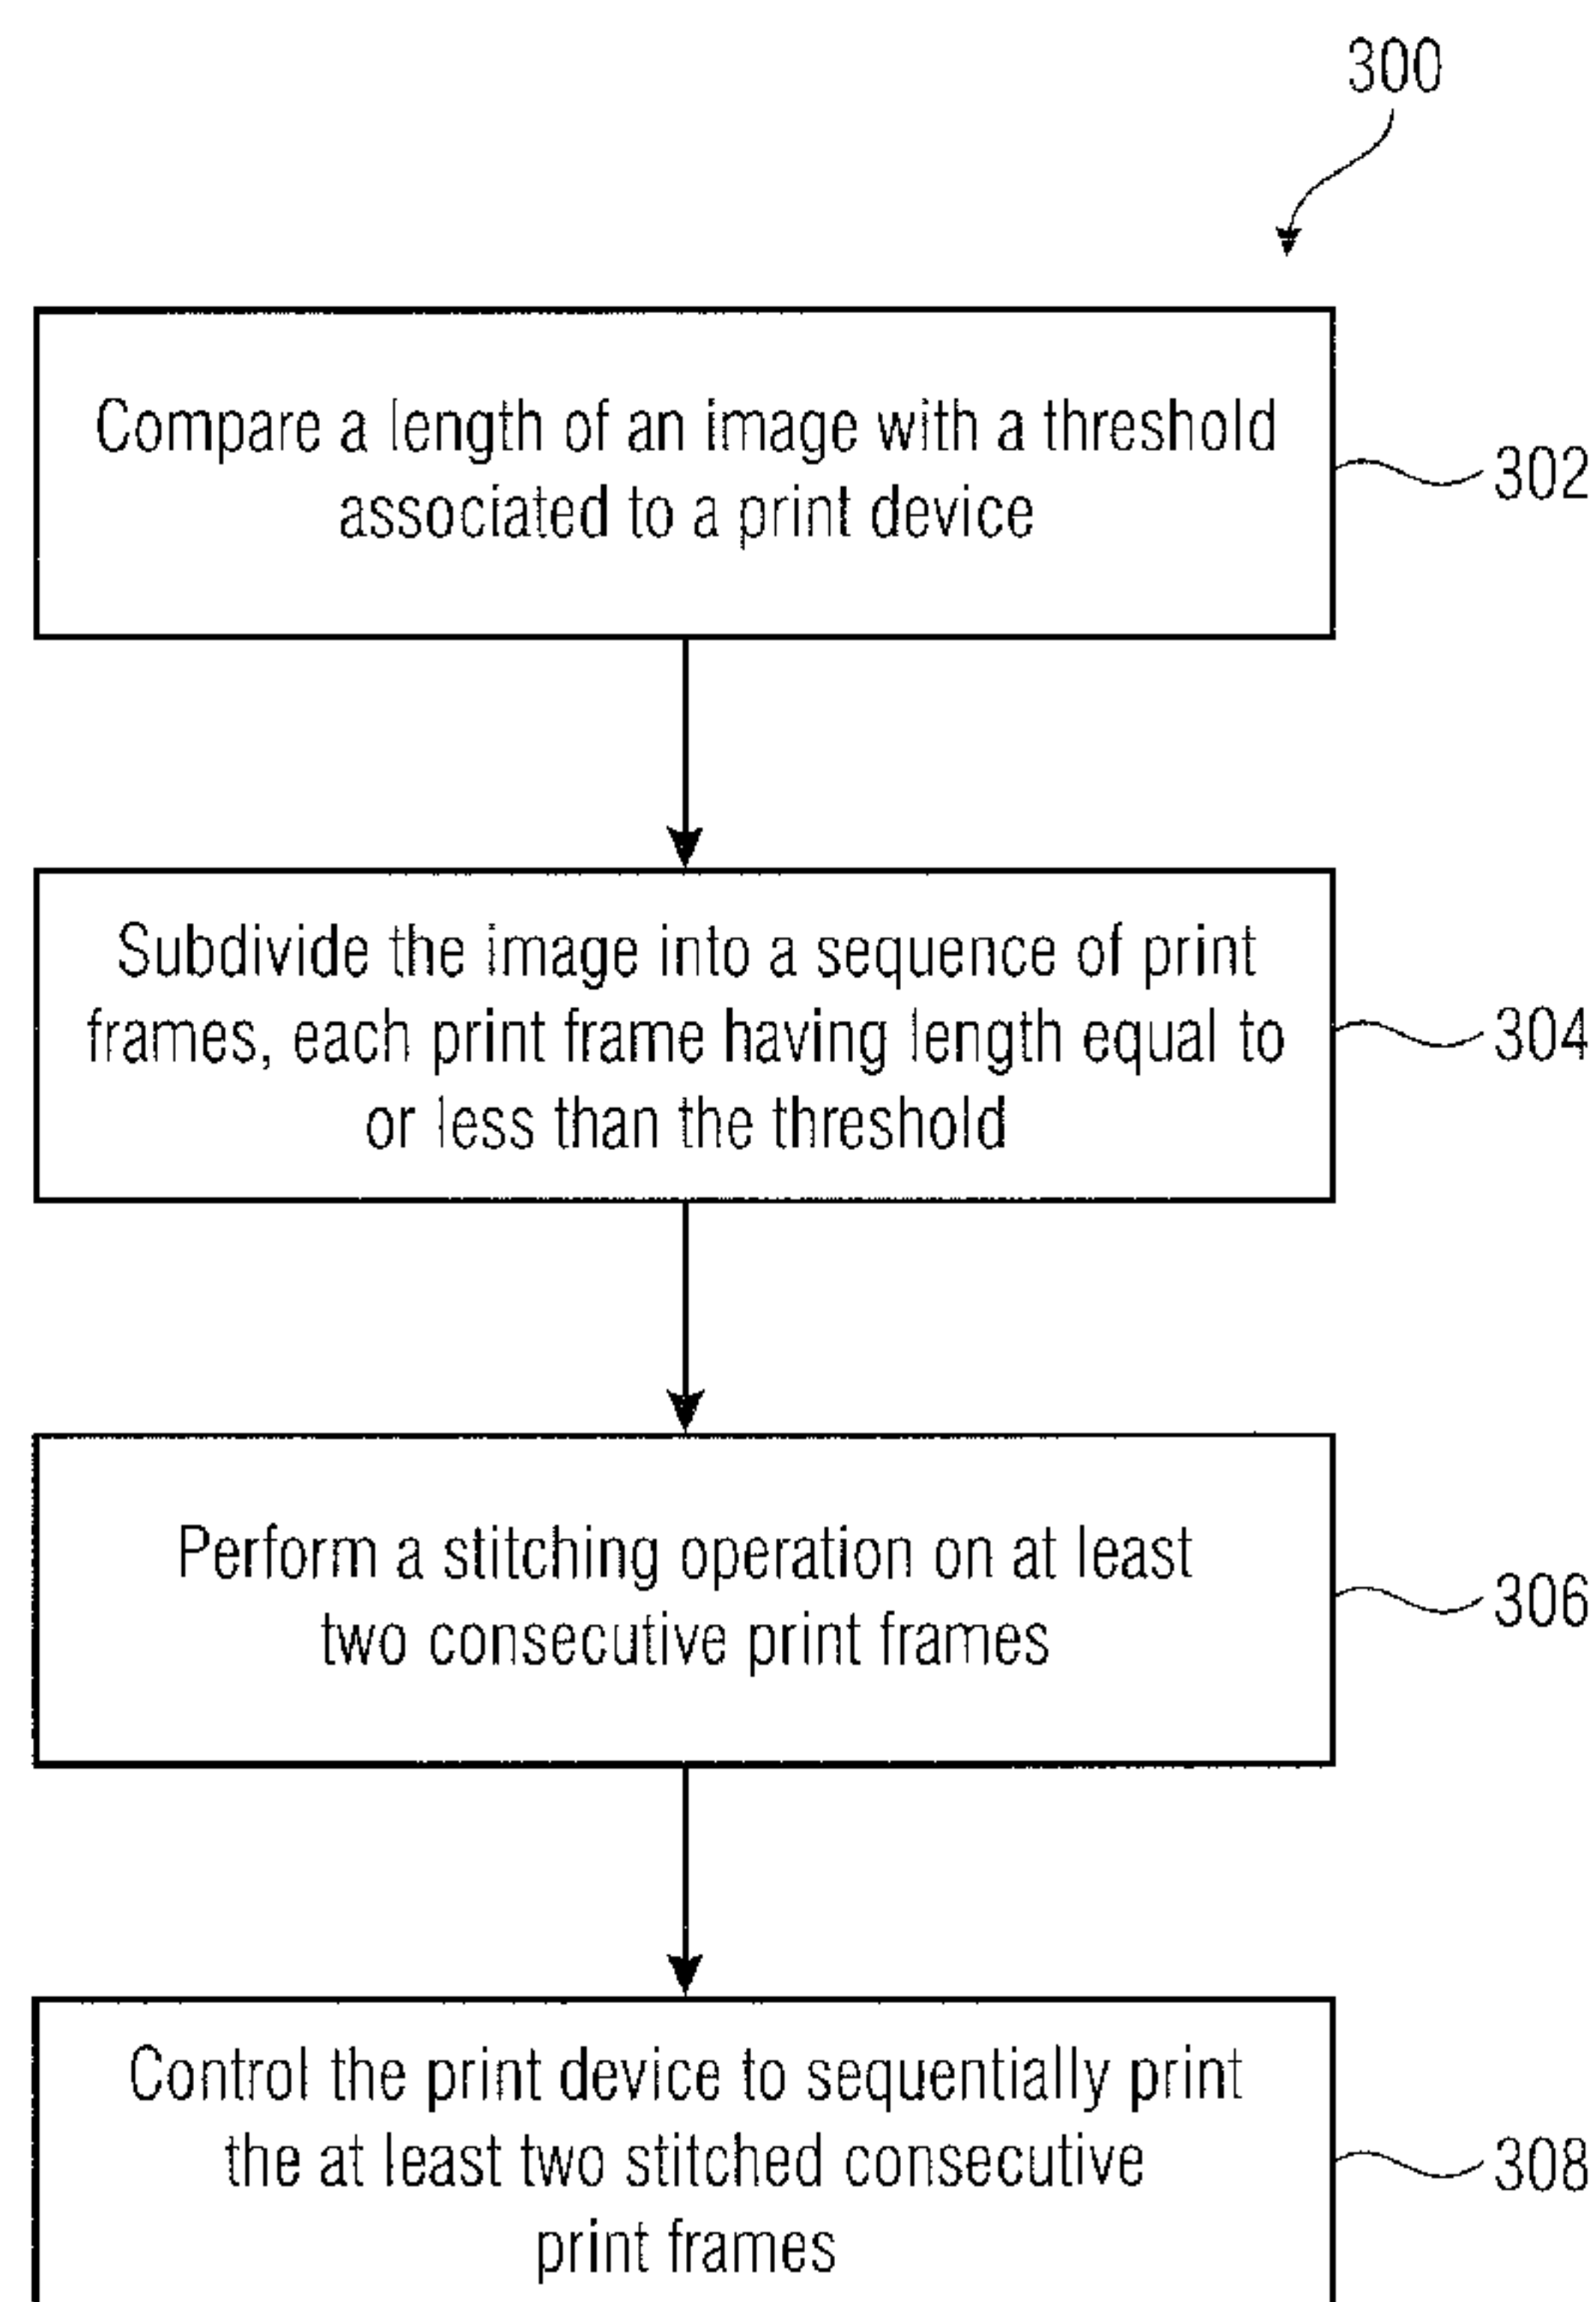 300
Compare a length of an image with a threshold
associated to a print device
302
Subdivide the image into a sequence of print
frames, each print frame having length equal to
or less than the threshold
304
Perform a stitching operation on at least
two consecutive print frames
306
Control the print device to sequentially print
the at least two stitched consecutive
print frames
308